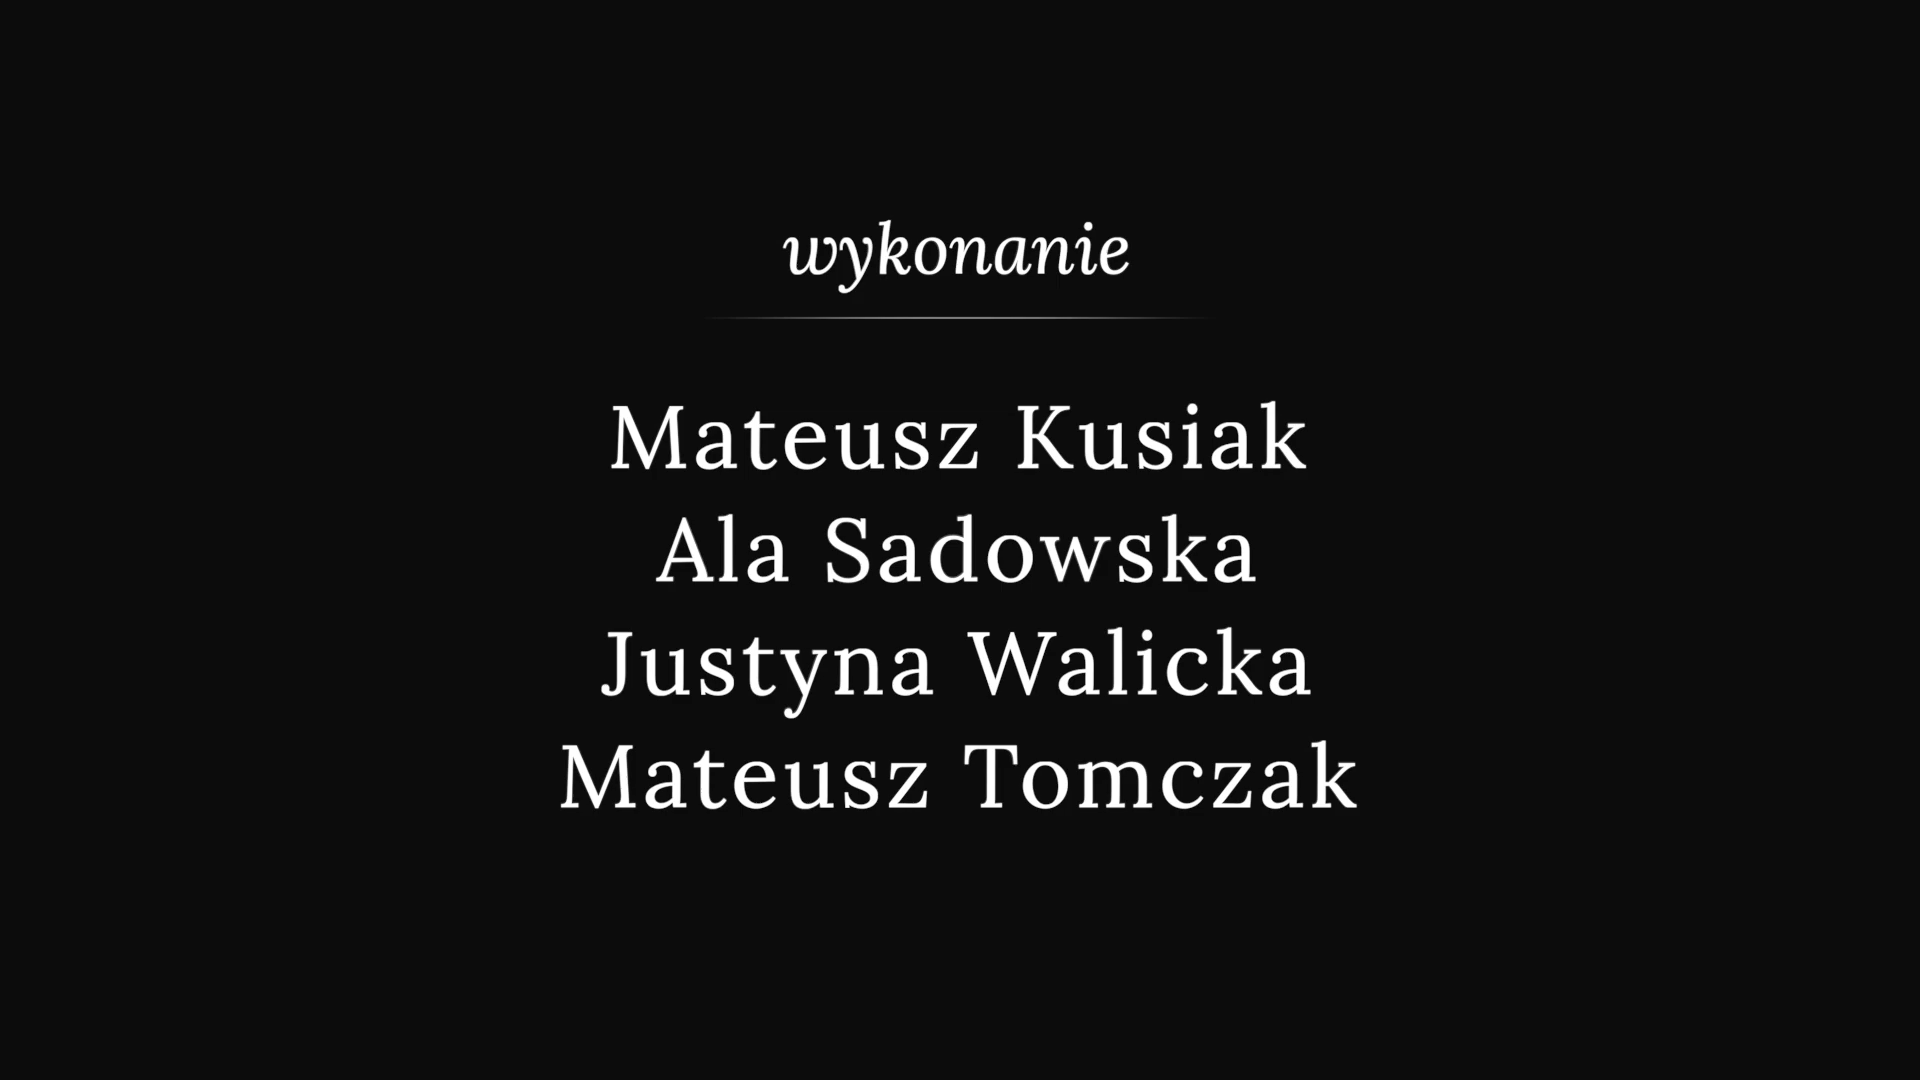 wykonanie
Mateusz Kusiak
Ala Sadowska
Justyna Walicka
Mateusz Tomczak